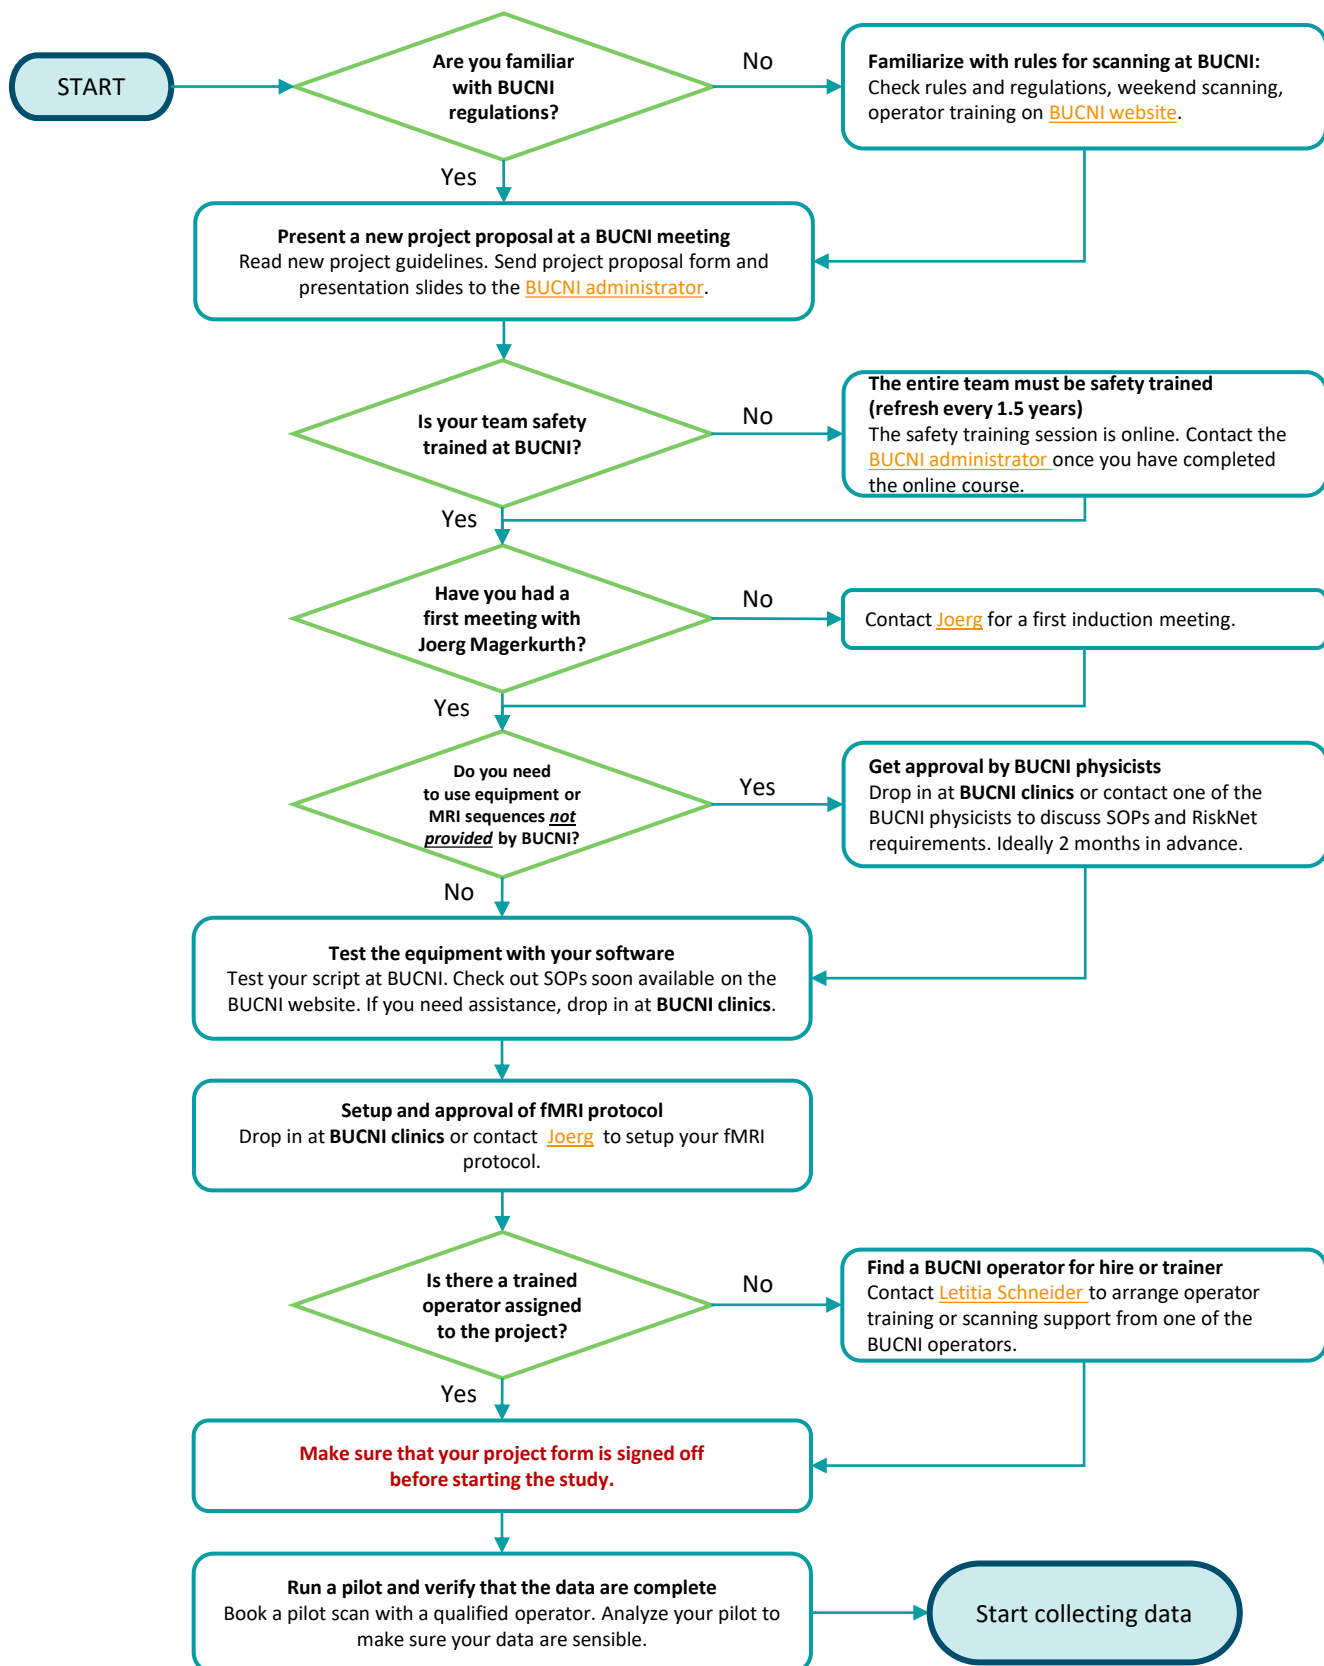 START
Are you familiar
with BUCNI
regulations?
No
Familiarize with rules for scanning at BUCNI:
Check rules and regulations, weekend scanning,
operator training on BUCNI website.
Yes
Present a new project proposal at a BUCNI meeting
Read new project guidelines. Send project proposal form and
presentation slides to the BUCNI administrator.
Is your team safety
trained at BUCNI?
No
The entire team must be safety trained
(refresh every 1.5 years)
The safety training session is online. Contact the
BUCNI administrator once you have completed
the online course.
Yes
Have you had a
first meeting with
Joerg Magerkurth?
No
Contact Joerg for a first induction meeting.
Yes
Do you need
to use equipment or
MRI sequences not
provided by BUCNI?
Yes
Get approval by BUCNI physicists
Drop in at BUCNI clinics or contact one of the
BUCNI physicists to discuss SOPs and RiskNet
requirements. Ideally 2 months in advance.
No
Test the equipment with your software
Test your script at BUCNI. Check out SOPs soon available on the
BUCNI website. If you need assistance, drop in at BUCNI clinics.
Setup and approval of fMRI protocol
Drop in at BUCNI clinics or contact Joerg to setup your fMRI
protocol.
Is there a trained
operator assigned
to the project?
No
Find a BUCNI operator for hire or trainer
Contact Letitia Schneider to arrange operator
training or scanning support from one of the
BUCNI operators.
Yes
Make sure that your project form is signed off
before starting the study.
Run a pilot and verify that the data are complete
Book a pilot scan with a qualified operator. Analyze your pilot to
make sure your data are sensible.
Start collecting data